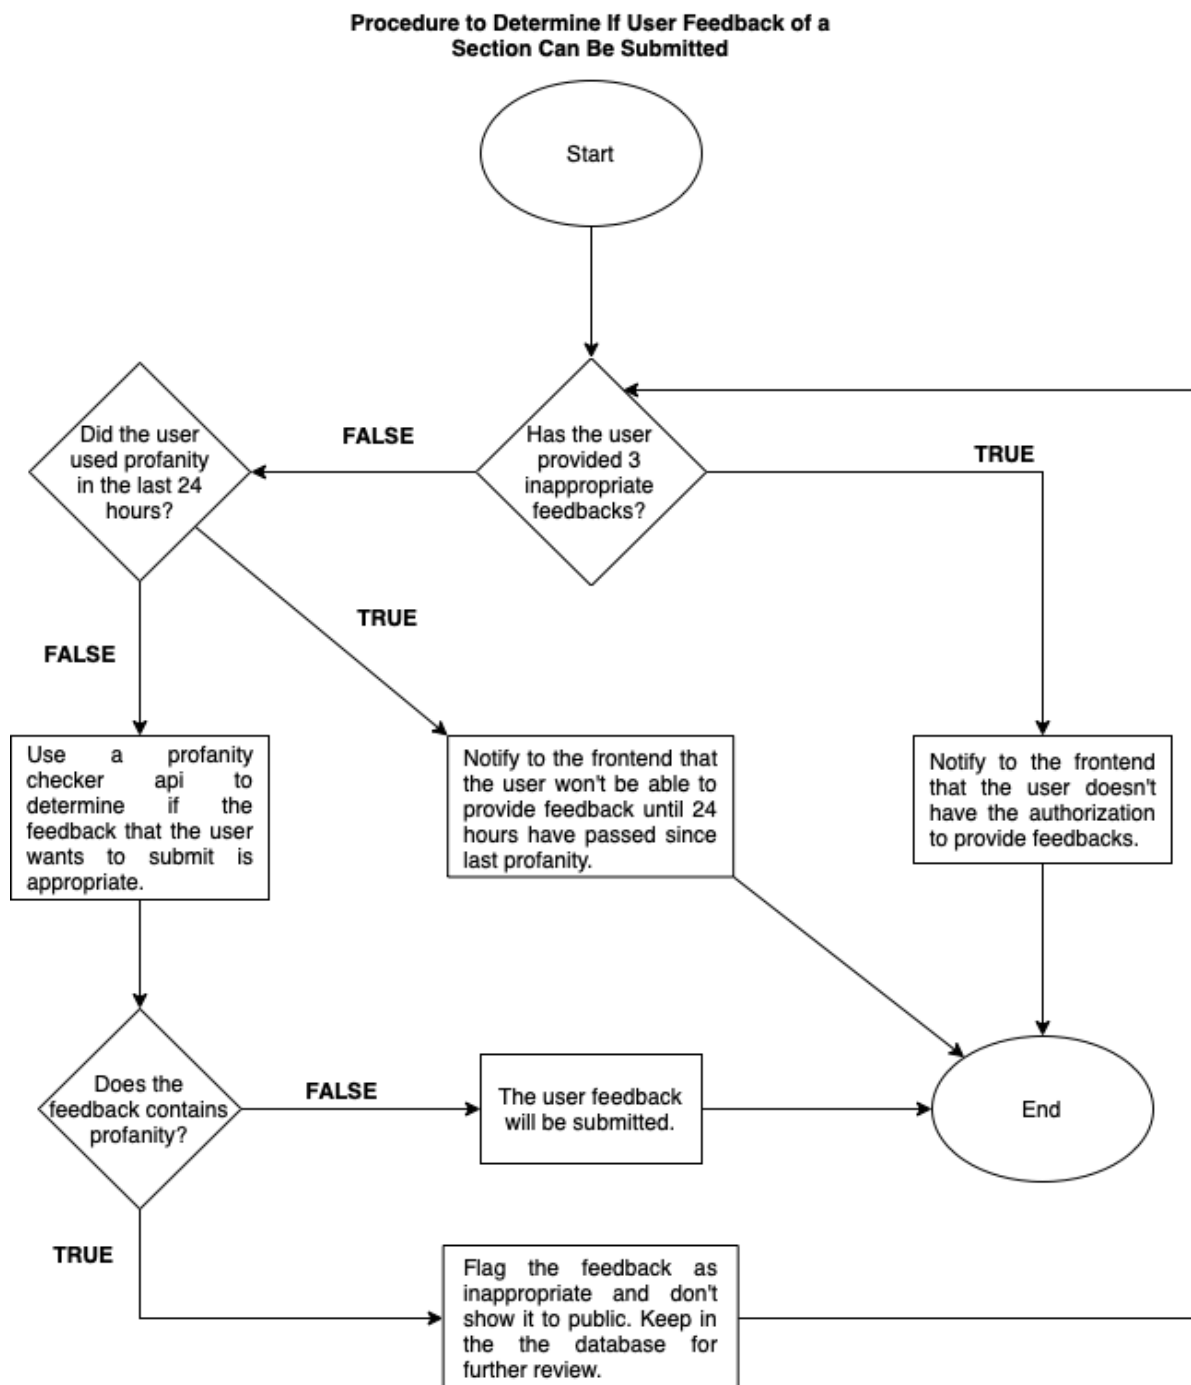 Procedure to Determine If User Feedback of a
Section Can Be Submitted
Start
Did the user
used profanity
in the last 24
hours?
FALSE
Has the user
provided 3
inappropriate
feedbacks?
TRUE
FALSE
TRUE
Use a profanity
checker api to
determine if the
feedback that the user
wants to submit is
appropriate.
Notify to the frontend that
the user won't be able to
provide feedback until 24
hours have passed since
last profanity.
Notify to the frontend
that the user doesn't
have the authorization
to provide feedbacks.
Does the
feedback contains
profanity?
FALSE
The user feedback
will be submitted.
End
TRUE
Flag the feedback as
inappropriate and don't
show it to public. Keep in
the the database for
further review.